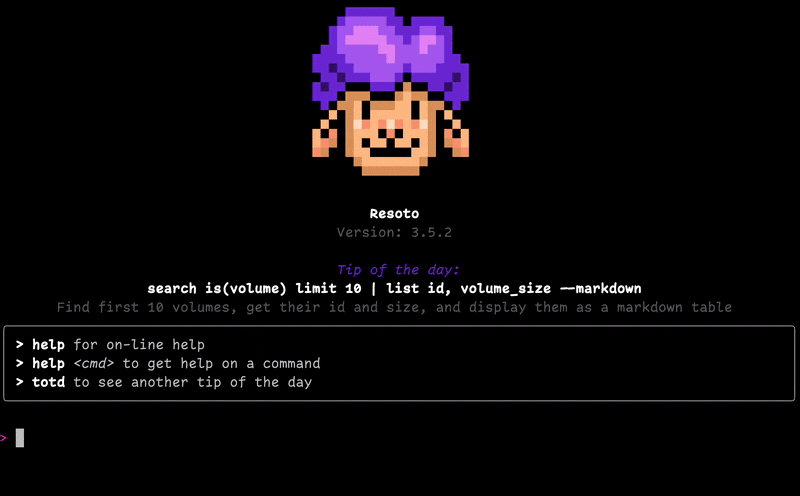 Resoto
Version: 3.5.2
Tip of the day:
search is(volume) limit 10 | list id, volume_size --markdown
Find first 10 volumes, get their id and size, and display them as a markdown table
> help for on-line help
> help <cmd> to get help on a command
> totd to see another tip of the day
>